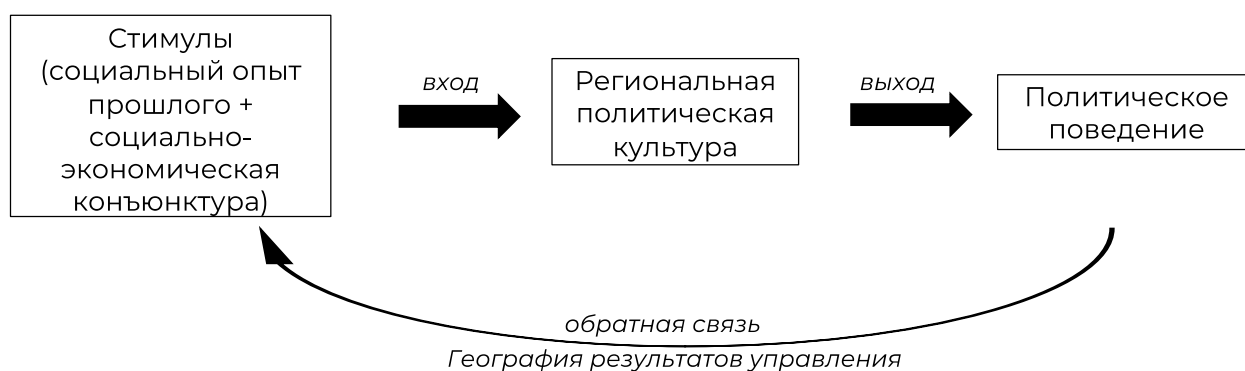 Стимулы
(социальный опыт
прошлого +
социально-
экономическая
конъюнктура)
вход
Региональная
политическая
культура
выход
Политическое
поведение
обратная связь
География результатов управления